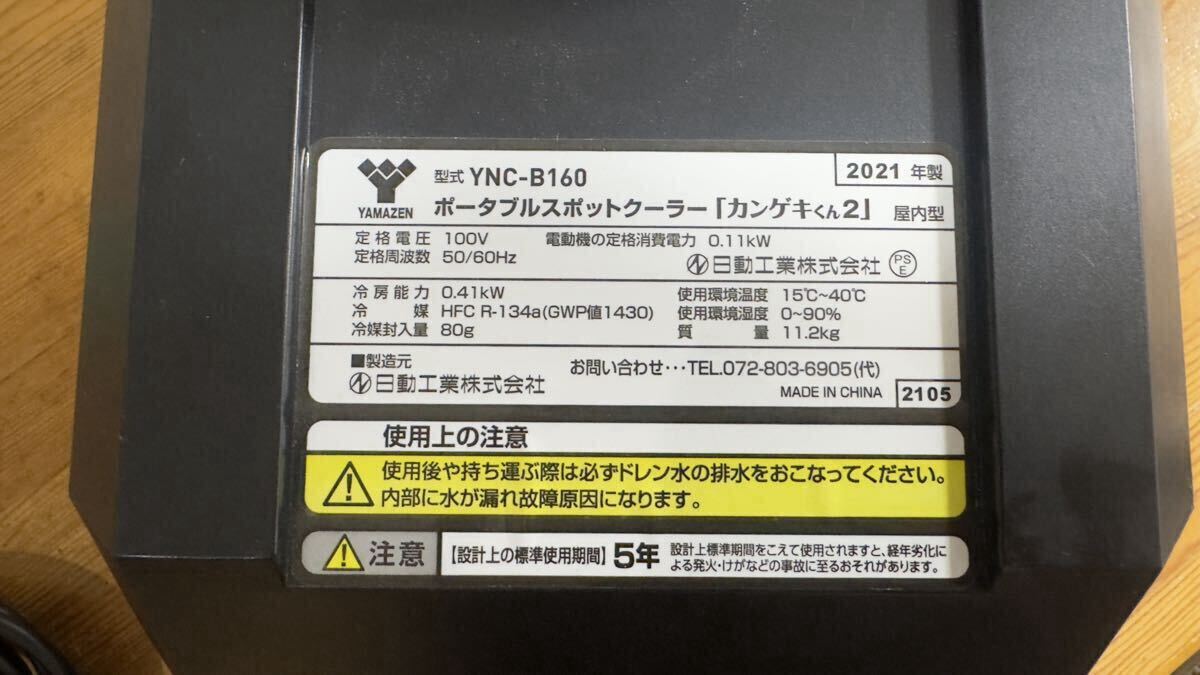 YAMAZEN
型式 YNC-B160
2021 年製
ポータブルスポットクーラー「カンゲキくん2」 屋内型
定格電圧 100V 電動機の定格消費電力 0.11kW
定格周波数 50/60Hz
日動工業株式会社 PSE
冷房能力 0.41kW 使用環境温度 15℃~40℃
冷媒 HFC R-134a(GWP値1430) 使用環境湿度 0~90%
冷媒封入量 80g 質量 11.2kg
■製造元
日動工業株式会社
お問い合わせ･･･TEL.072-803-6905(代)
MADE IN CHINA 2105
使用上の注意
使用後や持ち運ぶ際は必ずドレン水の排水をおこなってください。
内部に水が漏れ故障原因になります。
注意 【設計上の標準使用期間】 5年
設計上標準期間をこえて使用されますと、経年劣化に
よる発火・けがなどの事故に至るおそれがあります。